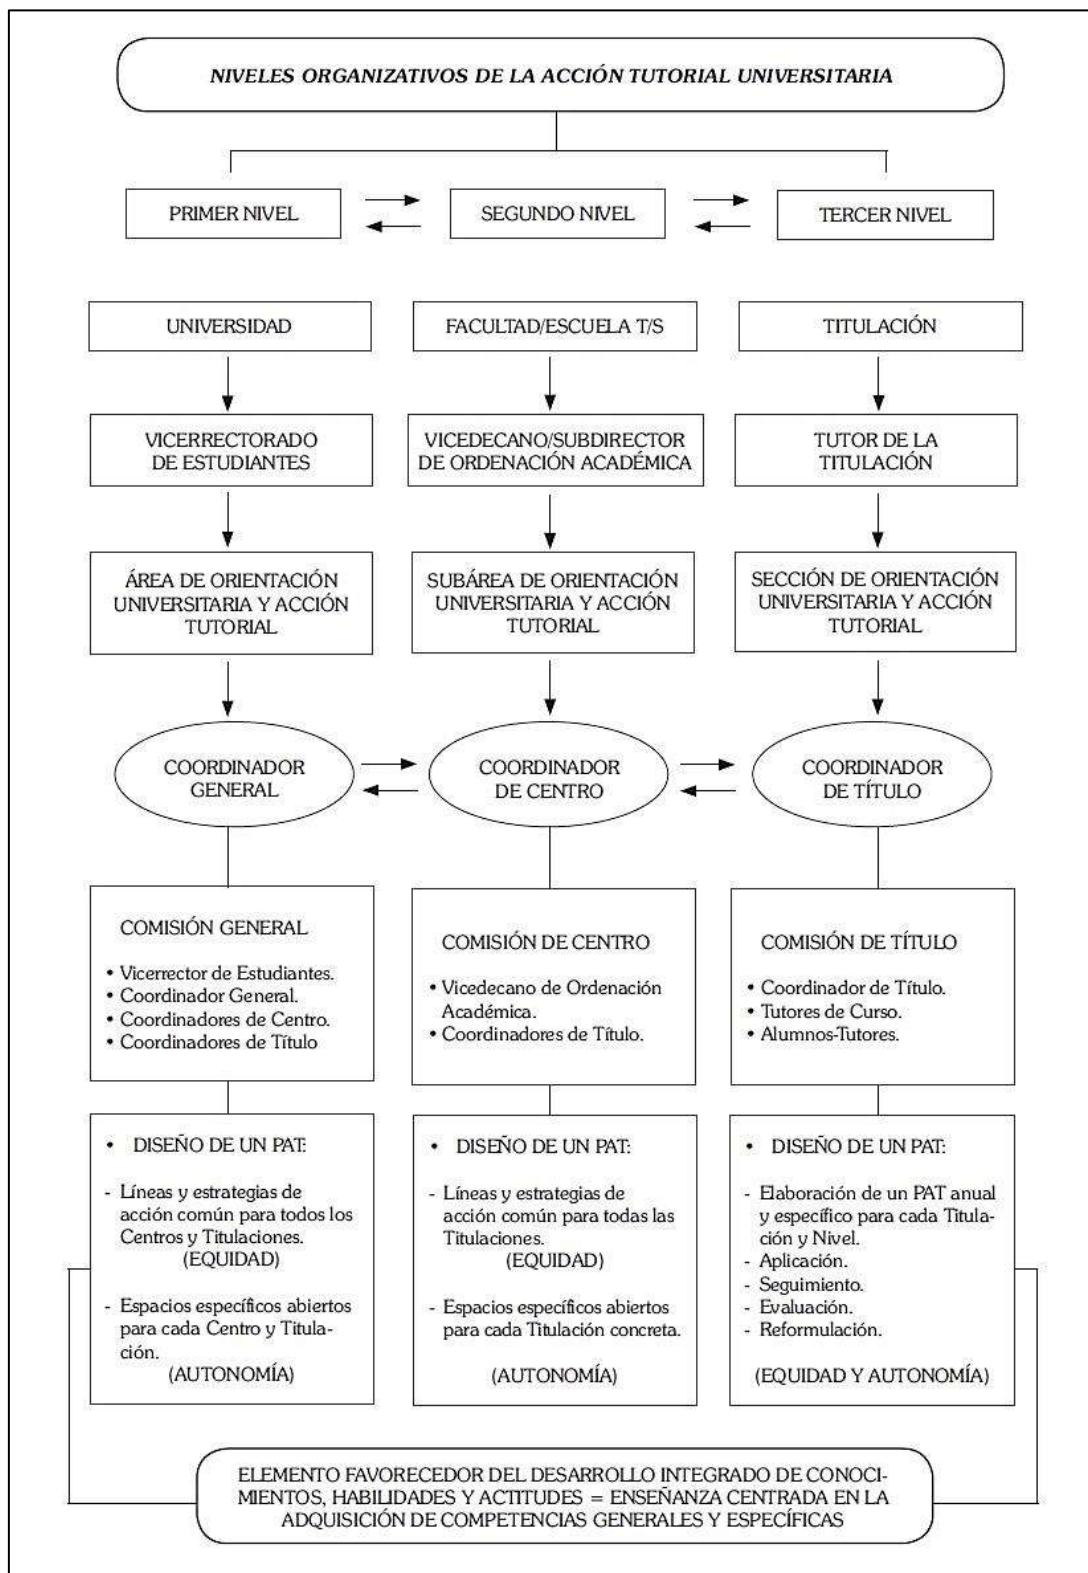 NIVELES ORGANIZATIVOS DE LA ACCIÓN TUTORIAL UNIVERSITARIA
PRIMER NIVEL
SEGUNDO NIVEL
TERCER NIVEL
UNIVERSIDAD
FACULTAD/ESCUELA T/S
TITULACIÓN
VICERRECTORADO
DE ESTUDIANTES
VICEDECANO/SUBDIRECTOR
DE ORDENACIÓN ACADÉMICA
TUTOR DE LA
TITULACIÓN
ÁREA DE ORIENTACIÓN
UNIVERSITARIA Y ACCIÓN
TUTORIAL
SUBÁREA DE ORIENTACIÓN
UNIVERSITARIA Y ACCIÓN
TUTORIAL
SECCIÓN DE ORIENTACIÓN
UNIVERSITARIA Y ACCIÓN
TUTORIAL
COORDINADOR
GENERAL
COORDINADOR
DE CENTRO
COORDINADOR
DE TÍTULO
COMISIÓN GENERAL
• Vicerrector de Estudiantes.
• Coordinador General.
• Coordinadores de Centro.
• Coordinadores de Título
COMISIÓN DE CENTRO
• Vicedecano de Ordenación
Académica.
• Coordinadores de Título.
COMISIÓN DE TÍTULO
• Coordinador de Título.
• Tutores de Curso.
• Alumnos-Tutores.
• DISEÑO DE UN PAT:
- Líneas y estrategias de
acción común para todos los
Centros y Titulaciones.
(EQUIDAD)
- Espacios específicos abiertos
para cada Centro y Titula-
ción.
(AUTONOMÍA)
• DISEÑO DE UN PAT:
- Líneas y estrategias de
acción común para todas las
Titulaciones.
(EQUIDAD)
- Espacios específicos abiertos
para cada Titulación concreta.
(AUTONOMÍA)
• DISEÑO DE UN PAT:
- Elaboración de un PAT anual
y específico para cada Titula-
ción y Nivel.
- Aplicación.
- Seguimiento.
- Evaluación.
- Reformulación.
(EQUIDAD Y AUTONOMÍA)
ELEMENTO FAVORECEDOR DEL DESARROLLO INTEGRADO DE CONOCI-
MIENTOS, HABILIDADES Y ACTITUDES = ENSEÑANZA CENTRADA EN LA
ADQUISICIÓN DE COMPETENCIAS GENERALES Y ESPECÍFICAS